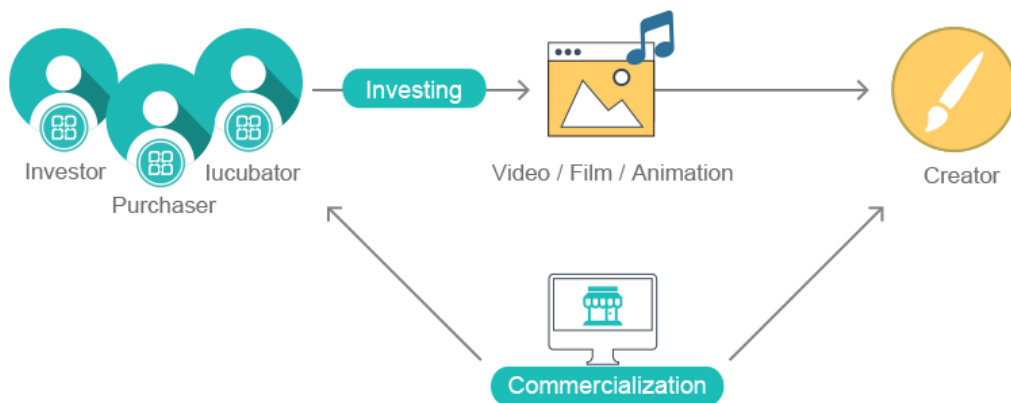 Investing
Investor
Iucubator
Purchaser
Video / Film / Animation
Creator
Commercialization